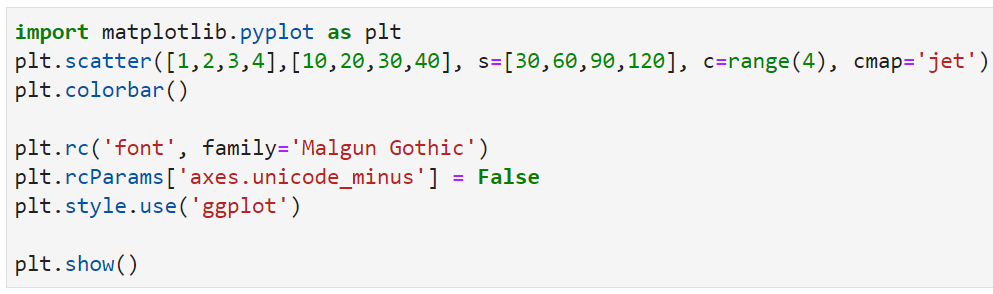 import matplotlib.pyplot as plt
plt.scatter([1,2,3,4],[10,20,30,40], s=[30,60,90,120], c=range(4), cmap='jet')
plt.colorbar()

plt.rc('font', family='Malgun Gothic')
plt.rcParams['axes.unicode_minus'] = False
plt.style.use('ggplot')

plt.show()